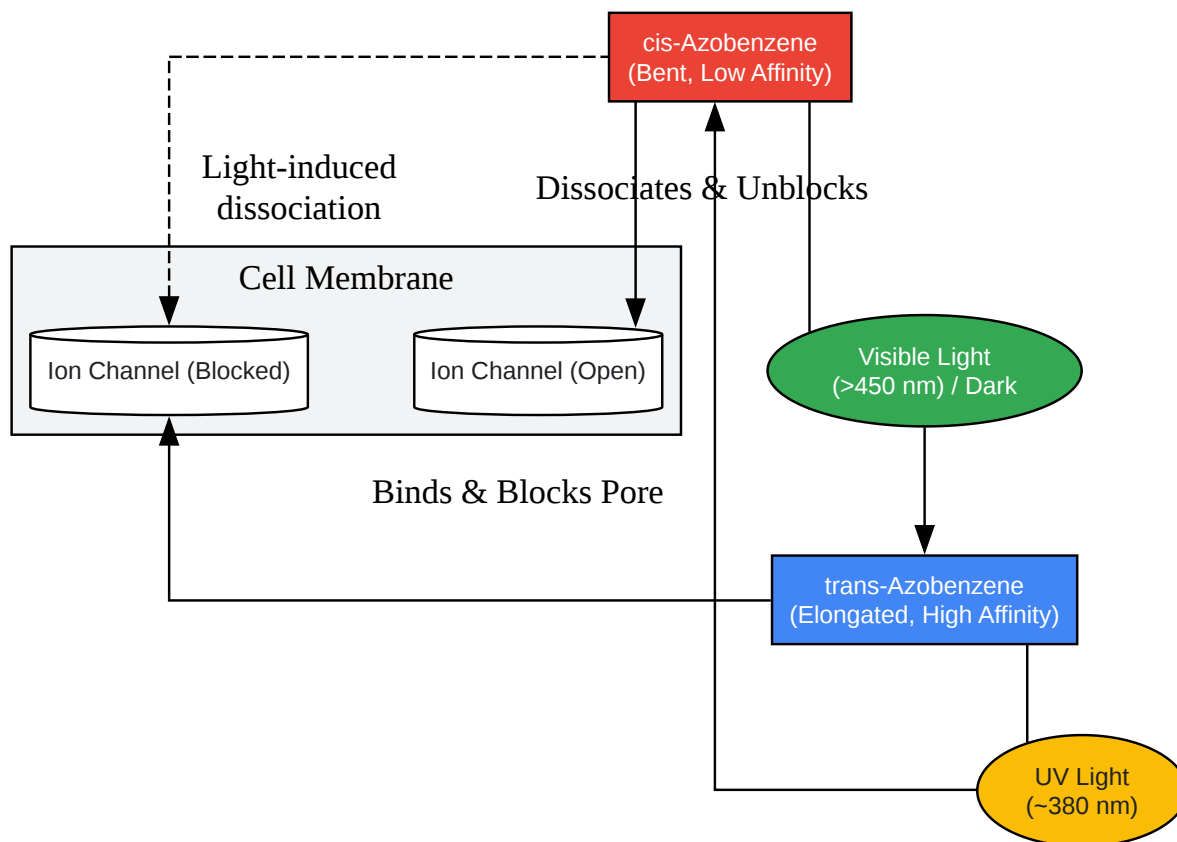 cis-Azobenzene
(Bent, Low Affinity)
Light-induced
dissociation
Dissociates & Unblocks
Cell Membrane
Ion Channel (Blocked)
Ion Channel (Open)
Visible Light
(>450 nm) / Dark
Binds & Blocks Pore
trans-Azobenzene
(Elongated, High Affinity)
UV Light
(~380 nm)